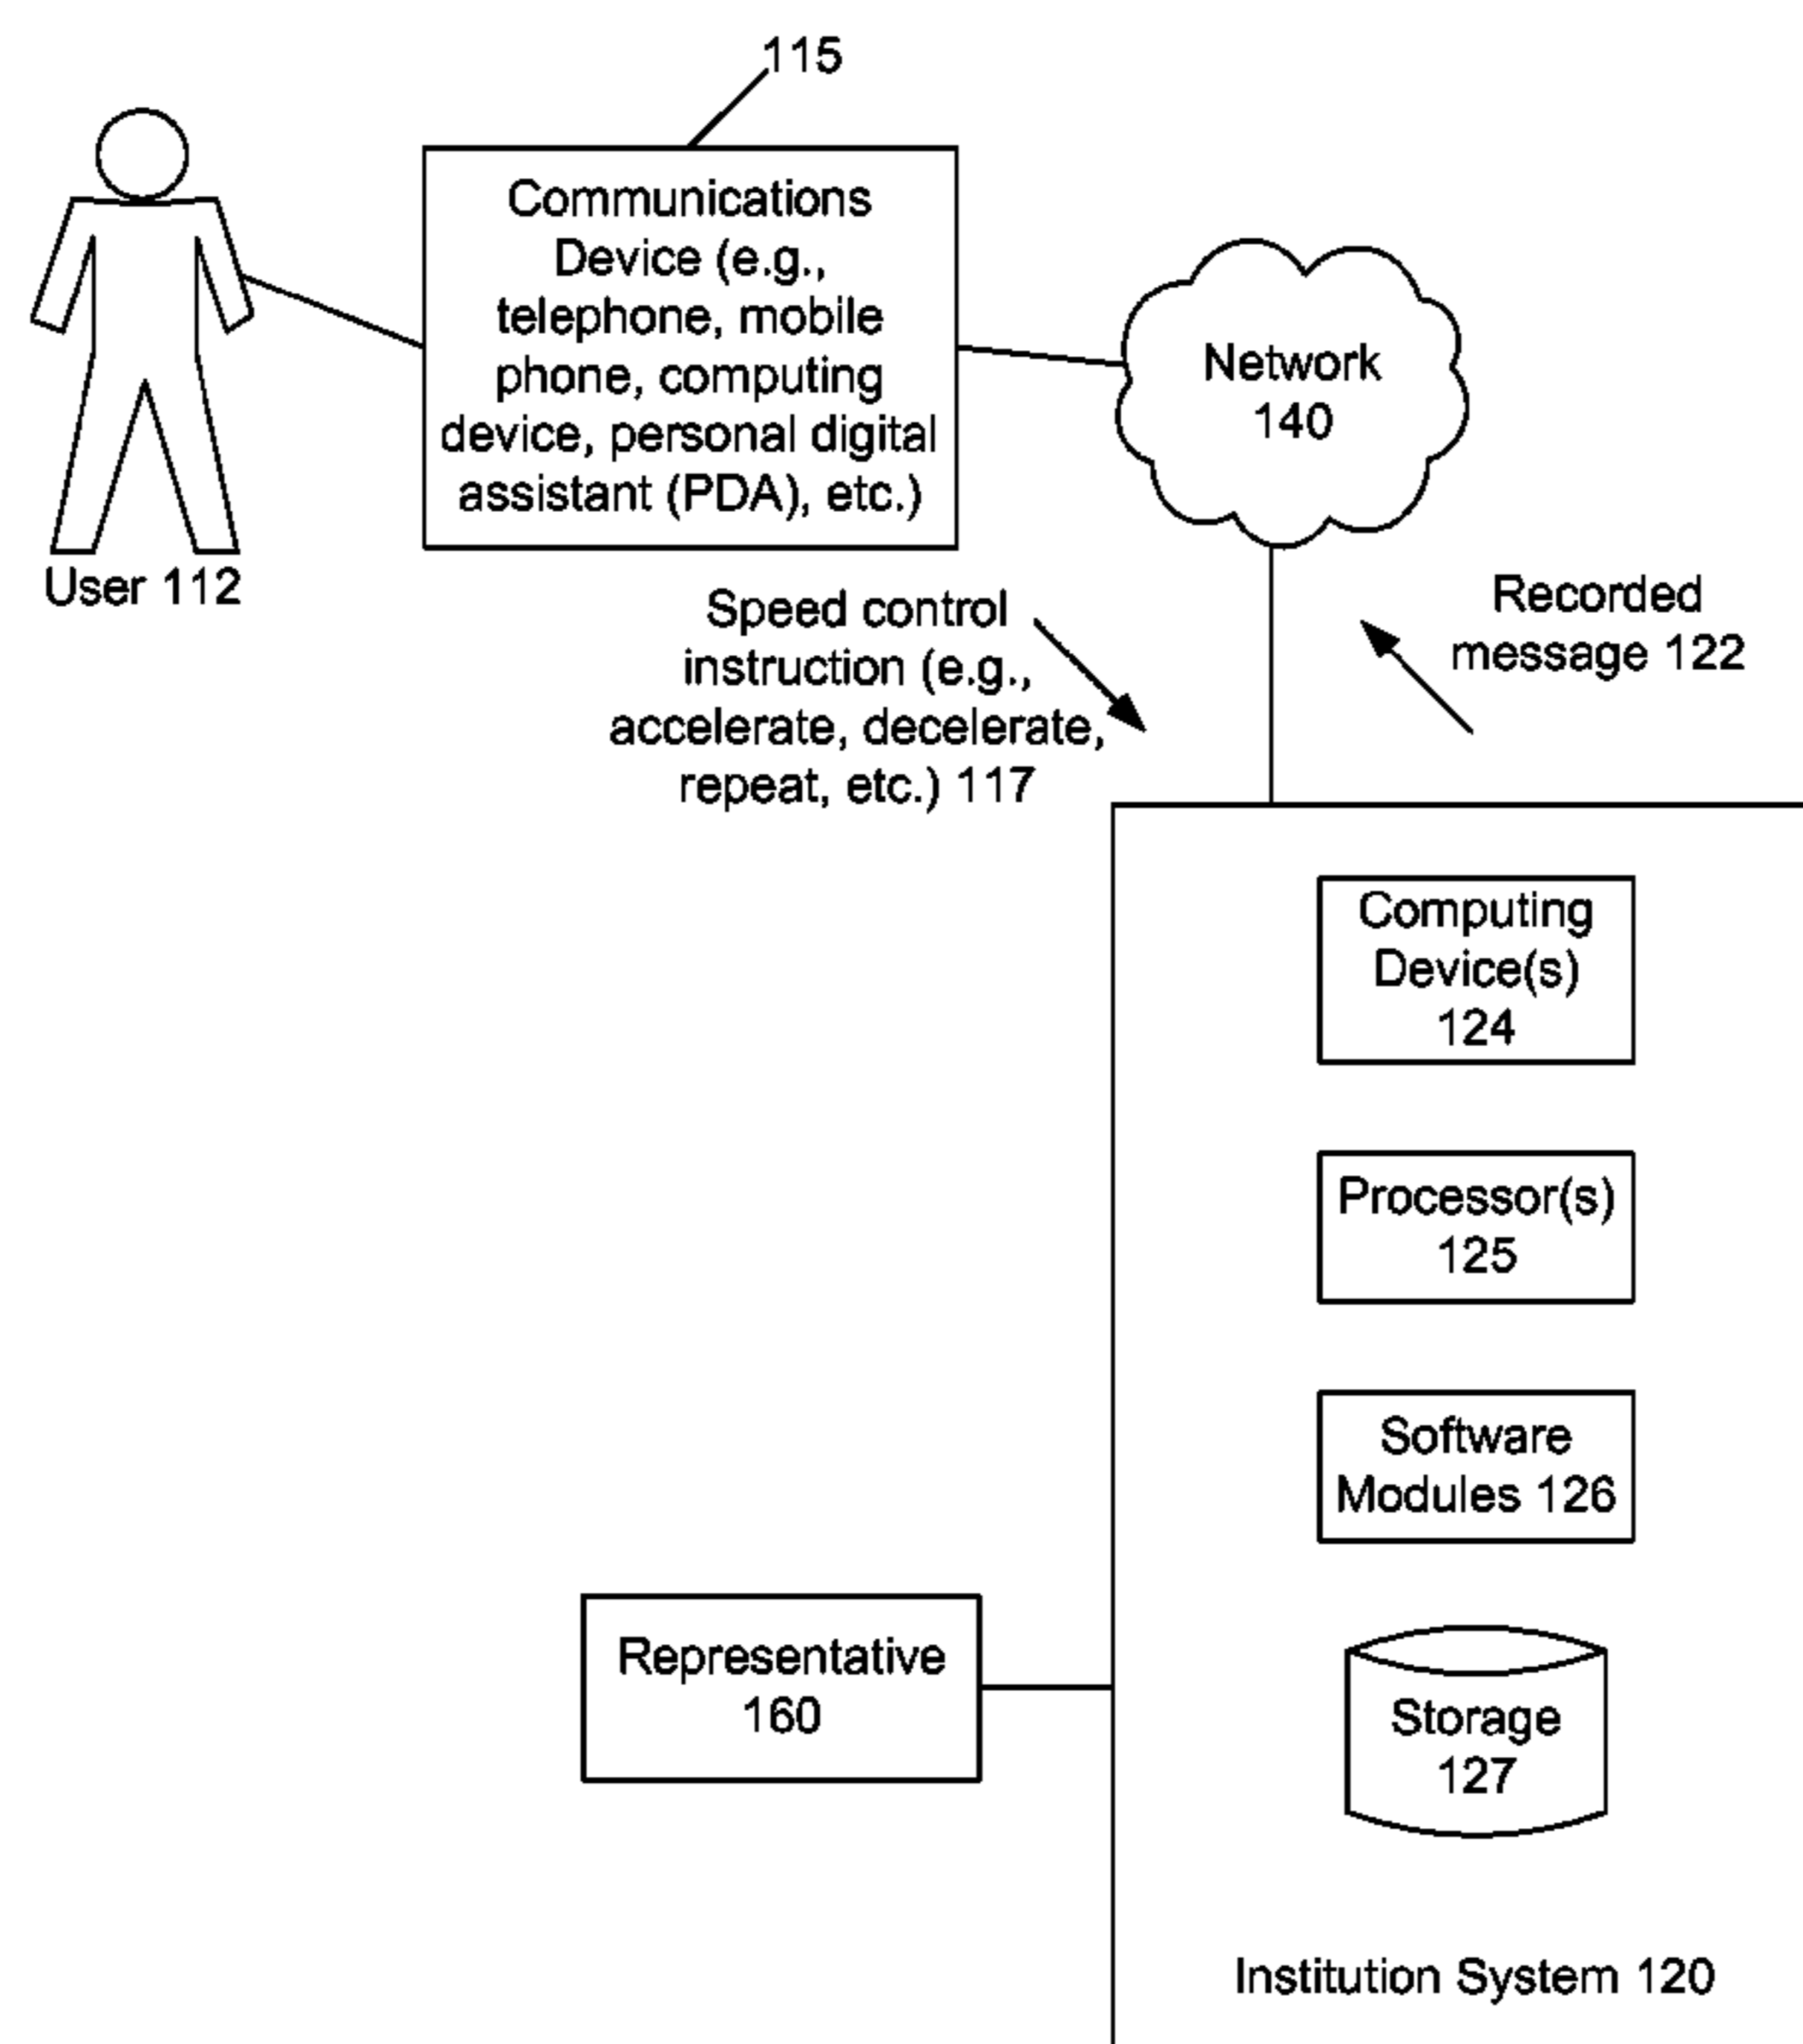 115
Communications
Device (e.g.,
telephone, mobile
phone, computing
device, personal digital
assistant (PDA), etc.)
Network
140
User 112
Speed control
instruction (e.g.,
accelerate, decelerate,
repeat, etc.) 117
Recorded
message 122
Computing
Device(s)
124
Processor(s)
125
Software
Modules 126
Representative
160
Storage
127
Institution System 120